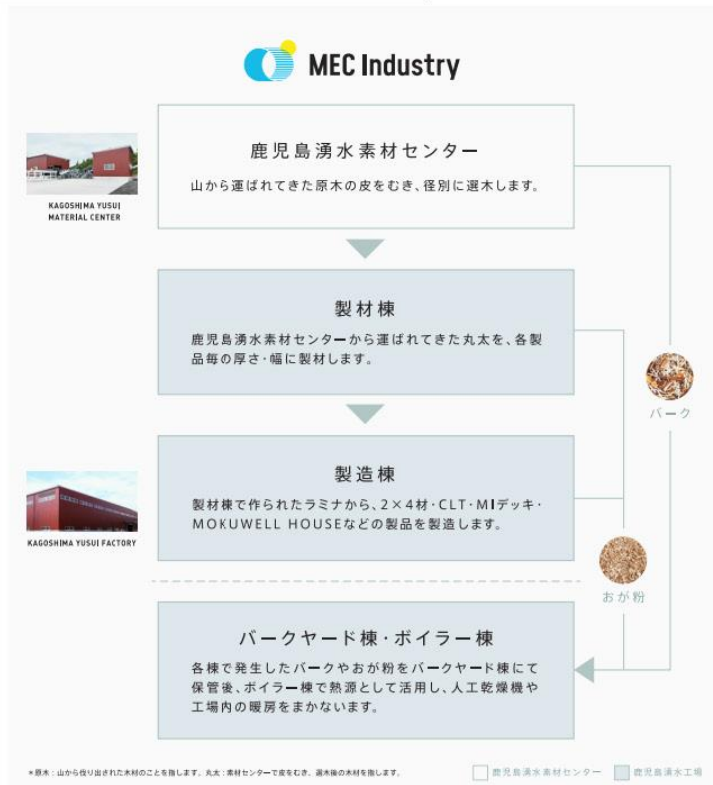 MEC Industry
鹿児島湧水素材センター
山から運ばれてきた原木の皮をむき、径別に選木します。
KAGOSHIMA YUSUI
MATERIAL CENTER
製材棟
鹿児島湧水素材センターから運ばれてきた丸太を、各製
品毎の厚さ・幅に製材します。
バーク
製造棟
製材棟で作られたラミナから、2×4材・CLT・MIデッキ・
MOKUWELL HOUSEなどの製品を製造します。
KAGOSHIMA YUSUI FACTORY
おが粉
バークヤード棟・ボイラー棟
各棟で発生したバークやおが粉をバークヤード棟にて
保管後、ボイラー棟で熱源として活用し、人工乾燥機や
工場内の暖房をまかないます。
*原木：山から伐り出された木材のことを指します。丸太：素材センターで皮をむき、選木後の木材を指します。
鹿児島湧水素材センター
鹿児島湧水工場